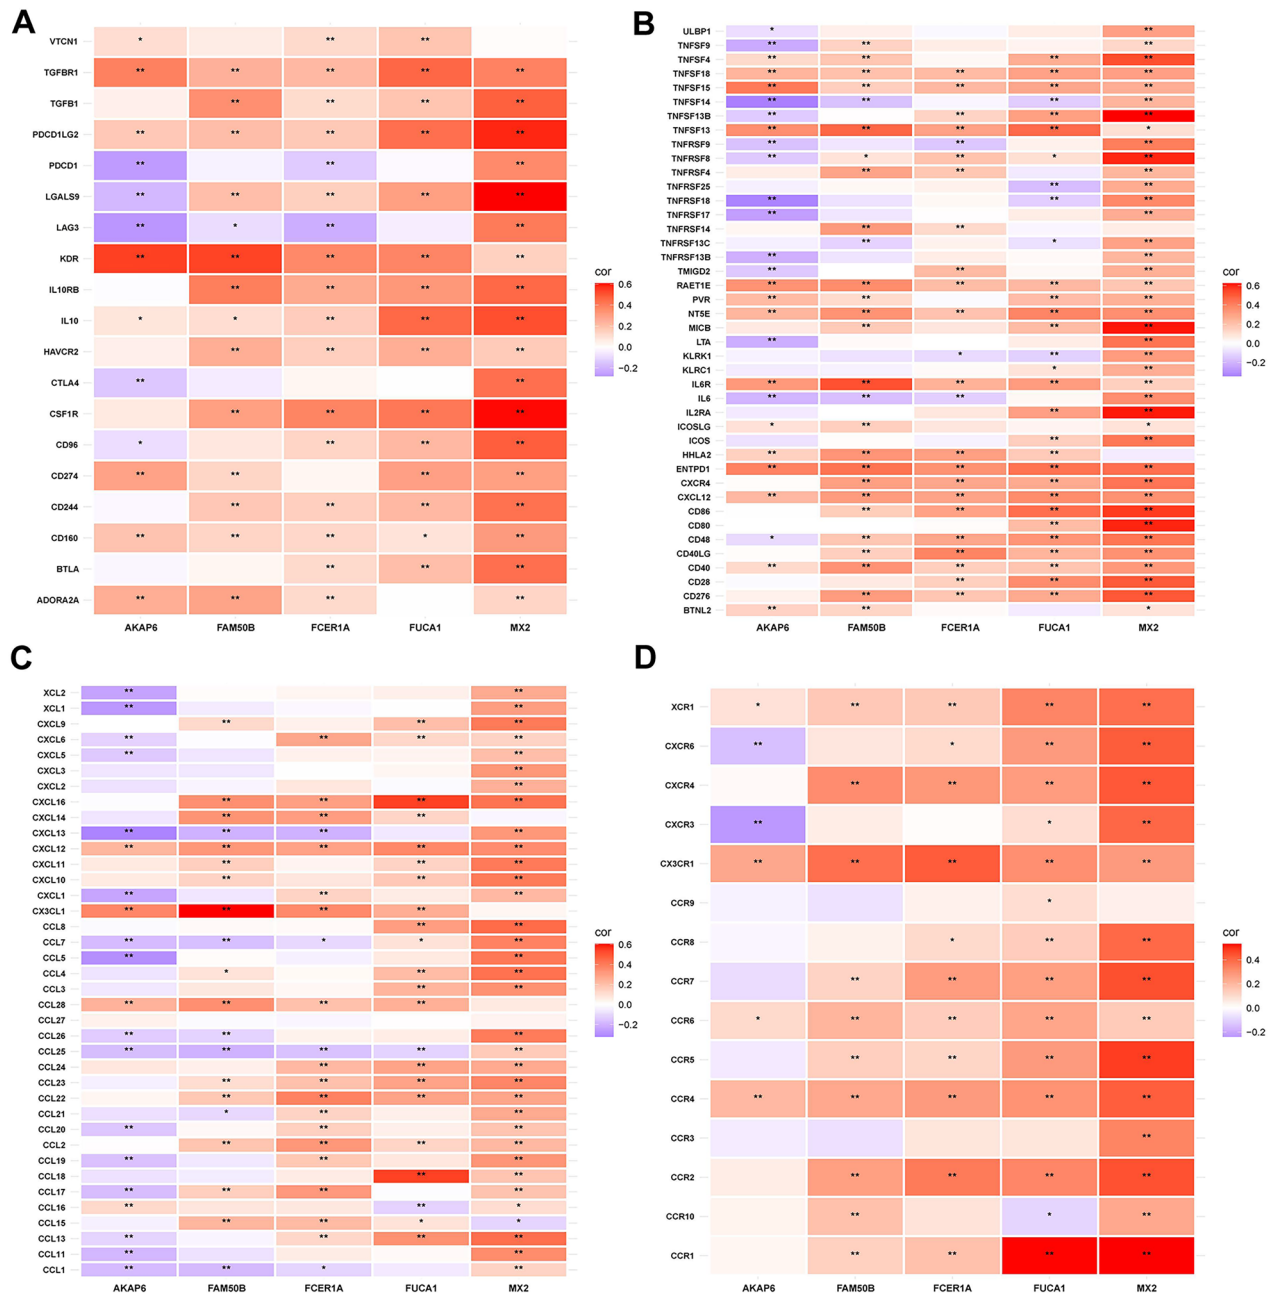 A
VTCN1 * ** **
TGFBR1 ** ** ** ** **
TGFB1 ** ** ** **
PDCD1LG2 ** ** ** ** **
PDCD1 ** ** **
LGALS9 ** ** ** ** **
LAG3 ** * ** **
KDR ** ** ** ** **
IL10RB ** ** ** **
IL10 * * ** ** **
HAVCR2 ** ** ** **
CTLA4 ** **
CSF1R ** ** ** **
CD96 * ** ** **
CD274 ** ** ** **
CD244 ** ** ** **
CD160 ** ** ** * **
BTLA ** ** **
ADORA2A ** ** ** **
AKAP6 FAM50B FCER1A FUCA1 MX2
cor
0.6
0.4
0.2
0.0
−0.2
B
ULBP1 * **
TNFSF9 ** ** **
TNFSF4 ** ** ** **
TNFSF18 ** ** ** ** **
TNFSF15 ** ** ** ** **
TNFSF14 ** ** ** **
TNFSF13B ** ** ** **
TNFSF13 ** ** ** ** *
TNFRSF9 ** ** **
TNFRSF8 ** * ** * **
TNFRSF4 ** ** **
TNFRSF25 ** **
TNFRSF18 ** ** **
TNFRSF17 ** **
TNFRSF14 ** **
TNFRSF13C ** * **
TNFRSF13B ** **
TMIGD2 ** ** **
RAET1E ** ** ** ** **
PVR ** ** ** **
NT5E ** ** ** ** **
MICB ** ** **
LTA ** **
KLRK1 * ** **
KLRC1 * **
IL6R ** ** ** ** **
IL6 ** ** ** **
IL2RA ** **
ICOSLG * ** *
ICOS ** **
HHLA2 ** ** ** **
ENTPD1 ** ** ** ** **
CXCR4 ** ** ** **
CXCL12 ** ** ** ** **
CD86 ** ** ** **
CD80 ** **
CD48 * ** ** ** **
CD40LG ** ** ** **
CD40 ** ** ** ** **
CD28 ** ** **
CD276 ** ** ** **
BTNL2 ** ** *
AKAP6 FAM50B FCER1A FUCA1 MX2
cor
0.6
0.4
0.2
0.0
−0.2
C
XCL2 ** **
XCL1 ** **
CXCL9 ** ** **
CXCL6 ** ** ** **
CXCL5 ** **
CXCL3 **
CXCL2 **
CXCL16 ** ** ** **
CXCL14 ** ** **
CXCL13 ** ** ** **
CXCL12 ** ** ** ** **
CXCL11 ** ** **
CXCL10 ** ** **
CXCL1 ** ** **
CX3CL1 ** ** ** **
CCL8 ** **
CCL7 ** ** * * **
CCL5 ** **
CCL4 * ** **
CCL3 ** **
CCL28 ** ** ** **
CCL27
CCL26 ** ** **
CCL25 ** ** ** ** **
CCL24 ** ** **
CCL23 ** ** ** **
CCL22 ** ** ** **
CCL21 * ** **
CCL20 ** ** **
CCL2 ** ** ** **
CCL19 ** ** **
CCL18 ** **
CCL17 ** ** ** **
CCL16 ** ** *
CCL15 ** ** * *
CCL13 ** ** ** **
CCL11 ** **
CCL1 ** ** * **
AKAP6 FAM50B FCER1A FUCA1 MX2
cor
0.6
0.4
0.2
0.0
−0.2
D
XCR1 * ** ** ** **
CXCR6 ** * ** **
CXCR4 ** ** ** **
CXCR3 ** * **
CX3CR1 ** ** ** ** **
CCR9 *
CCR8 * ** **
CCR7 ** ** ** **
CCR6 * ** ** ** **
CCR5 ** ** ** **
CCR4 ** ** ** ** **
CCR3 **
CCR2 ** ** ** **
CCR10 ** * **
CCR1 ** ** ** **
AKAP6 FAM50B FCER1A FUCA1 MX2
cor
0.4
0.2
0.0
−0.2